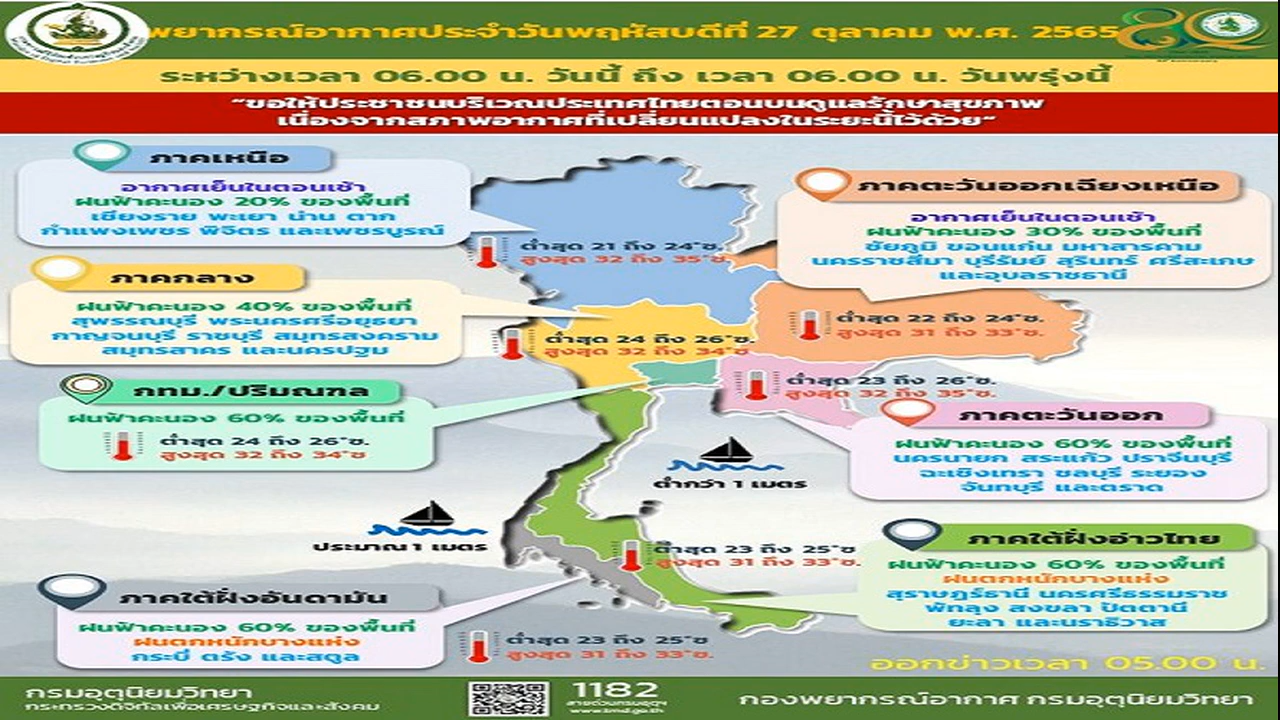 พยากรณ์อากาศประจำวันพฤหัสบดีที่ 27 ตุลาคม พ.ศ. 2565
80
ระหว่างเวลา 06.00 น. วันนี้ ถึง เวลา 06.00 น. วันพรุ่งนี้
"ขอให้ประชาชนบริเวณประเทศไทยตอนบนดูแลรักษาสุขภาพ
เนื่องจากสภาพอากาศที่เปลี่ยนแปลงในระยะนี้ไว้ด้วย"
ภาคเหนือ
อากาศเย็นในตอนเช้า
ฝนฟ้าคะนอง 20% ของพื้นที่
เชียงราย พะเยา น่าน ตาก
กำแพงเพชร พิจิตร และเพชรบูรณ์
ต่ำสุด 21 ถึง 24°ซ.
สูงสุด 32 ถึง 35°ซ.
ภาคตะวันออกเฉียงเหนือ
อากาศเย็นในตอนเช้า
ฝนฟ้าคะนอง 30% ของพื้นที่
ชัยภูมิ ขอนแก่น มหาสารคาม
นครราชสีมา บุรีรัมย์ สุรินทร์ ศรีสะเกษ
และอุบลราชธานี
ต่ำสุด 22 ถึง 24°ซ.
สูงสุด 31 ถึง 33°ซ.
ภาคกลาง
ฝนฟ้าคะนอง 40% ของพื้นที่
สุพรรณบุรี พระนครศรีอยุธยา
กาญจนบุรี ราชบุรี สมุทรสงคราม
สมุทรสาคร และนครปฐม
ต่ำสุด 24 ถึง 26°ซ.
สูงสุด 32 ถึง 34°ซ.
กทม./ปริมณฑล
ฝนฟ้าคะนอง 60% ของพื้นที่
ต่ำสุด 24 ถึง 26°ซ.
สูงสุด 32 ถึง 34°ซ
ต่ำสุด 23 ถึง 26°ซ.
สูงสุด 32 ถึง 35°ซ.
ภาคตะวันออก
ฝนฟ้าคะนอง 60% ของพื้นที่
นครนายก สระแก้ว ปราจีนบุรี
ฉะเชิงเทรา ชลบุรี ระยอง
จันทบุรี และตราด
ต่ำกว่า 1 เมตร
ประมาณ 1 เมตร
ภาคใต้ฝั่งอ่าวไทย
ฝนฟ้าคะนอง 60% ของพื้นที่
ฝนตกหนักบางแห่ง
สุราษฎร์ธานี นครศรีธรรมราช
พัทลุง สงขลา ปัตตานี
ยะลา และนราธิวาส
ต่ำสุด 23 ถึง 25°ซ
สูงสุด 31 ถึง 33°ซ.
ภาคใต้ฝั่งอันดามัน
ฝนฟ้าคะนอง 60% ของพื้นที่
ฝนตกหนักบางแห่ง
กระบี่ ตรัง และสตูล
ต่ำสุด 23 ถึง 25°ซ
สูงสุด 31 ถึง 33°ซ.
ออกข่าวเวลา 05.00 น.
กรมอุตุนิยมวิทยา
กระทรวงดิจิทัลเพื่อเศรษฐกิจและสังคม
1182
สายด่วนกรมอุตุฯ
www.tmd.go.th
กองพยากรณ์อากาศ กรมอุตุนิยมวิทยา